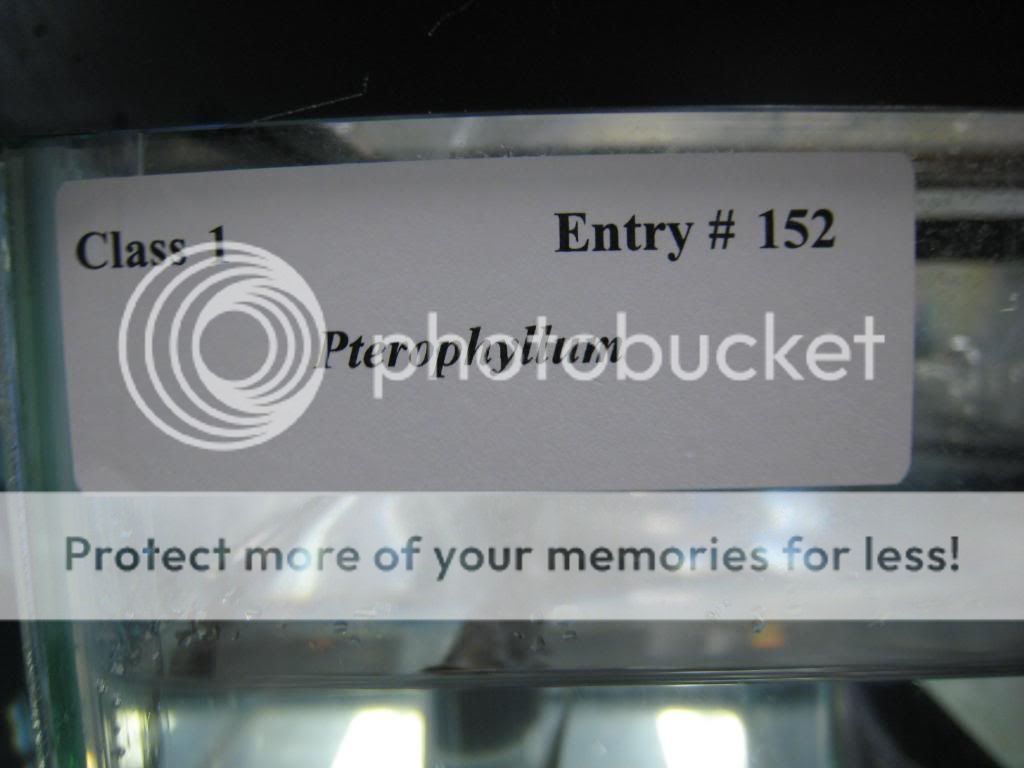 Class 1
Entry # 152
Pterophyllum
photobucket
Protect more of your memories for less!